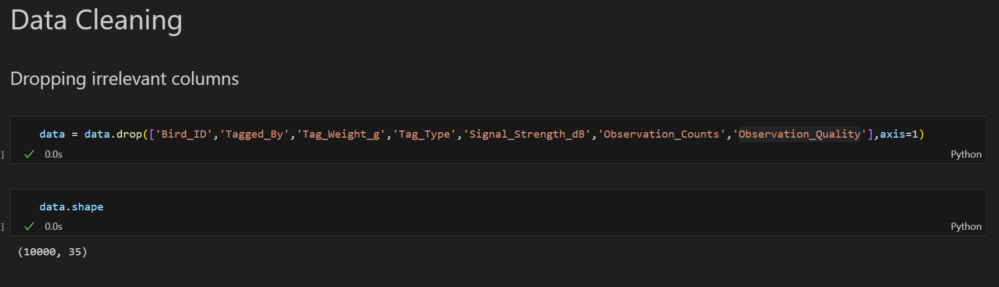 Data Cleaning
Dropping irrelevant columns
data = data.drop(['Bird_ID','Tagged_By','Tag_Weight_g','Tag_Type','Signal_Strength_dB','Observation_Counts','Observation_Quality'],axis=1)
] ✓ 0.0s Python
data.shape
] ✓ 0.0s Python
(10000, 35)